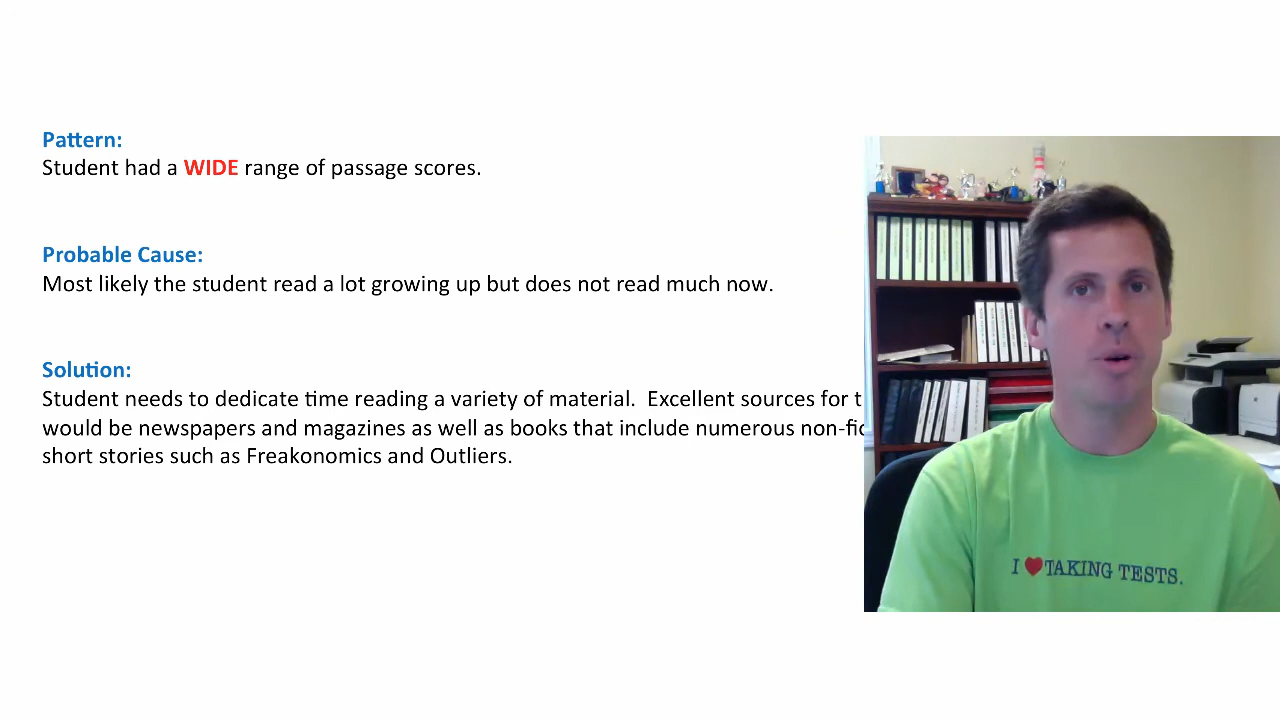 Pattern:
Student had a WIDE range of passage scores.
Probable Cause:
Most likely the student read a lot growing up but does not read much now.
Solution:
Student needs to dedicate time reading a variety of material.  Excellent sources for t
would be newspapers and magazines as well as books that include numerous non-fic
short stories such as Freakonomics and Outliers.
I ❤ TAKING TESTS.